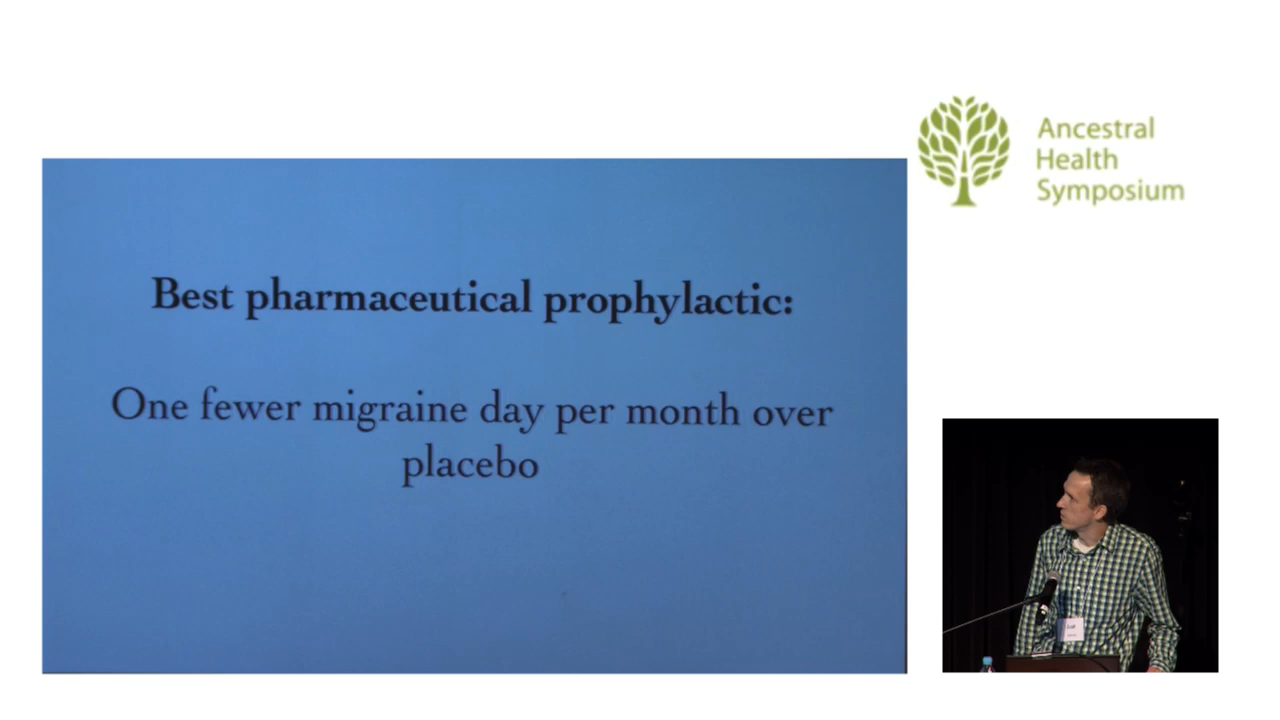 Ancestral
Health
Symposium
Best pharmaceutical prophylactic:
One fewer migraine day per month over
placebo